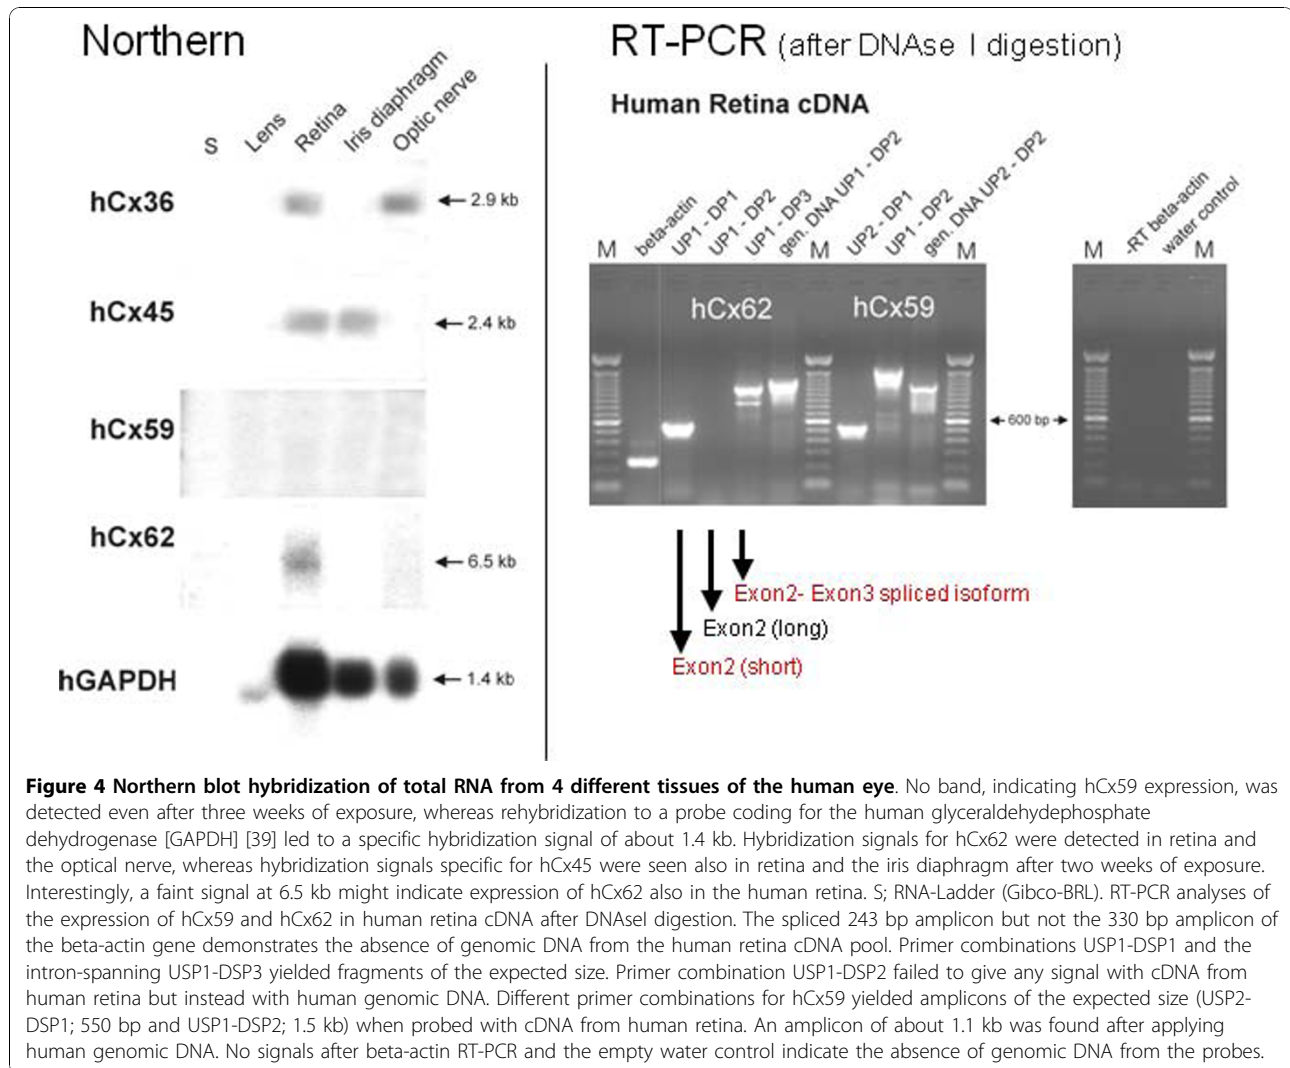 Northern
S
Lens
Retina
Iris diaphragm
Optic nerve
hCx36
2.9 kb
hCx45
2.4 kb
hCx59
hCx62
6.5 kb
hGAPDH
1.4 kb
RT-PCR (after DNAse I digestion)
Human Retina cDNA
M
beta-actin
UP1 - DP1
UP1 - DP2
UP1 - DP3
gen. DNA UP1 - DP2
M
UP2 - DP1
UP1 - DP2
gen. DNA UP2 - DP2
M
M
-RT beta-actin
water control
M
hCx62
hCx59
600 bp
Exon2- Exon3 spliced isoform
Exon2 (long)
Exon2 (short)
Figure 4 Northern blot hybridization of total RNA from 4 different tissues of the human eye. No band, indicating hCx59 expression, was
detected even after three weeks of exposure, whereas rehybridization to a probe coding for the human glyceraldehydephosphate
dehydrogenase [GAPDH] [39] led to a specific hybridization signal of about 1.4 kb. Hybridization signals for hCx62 were detected in retina and
the optical nerve, whereas hybridization signals specific for hCx45 were seen also in retina and the iris diaphragm after two weeks of exposure.
Interestingly, a faint signal at 6.5 kb might indicate expression of hCx62 also in the human retina. S; RNA-Ladder (Gibco-BRL). RT-PCR analyses of
the expression of hCx59 and hCx62 in human retina cDNA after DNAseI digestion. The spliced 243 bp amplicon but not the 330 bp amplicon of
the beta-actin gene demonstrates the absence of genomic DNA from the human retina cDNA pool. Primer combinations USP1-DSP1 and the
intron-spanning USP1-DSP3 yielded fragments of the expected size. Primer combination USP1-DSP2 failed to give any signal with cDNA from
human retina but instead with human genomic DNA. Different primer combinations for hCx59 yielded amplicons of the expected size (USP2-
DSP1; 550 bp and USP1-DSP2; 1.5 kb) when probed with cDNA from human retina. An amplicon of about 1.1 kb was found after applying
human genomic DNA. No signals after beta-actin RT-PCR and the empty water control indicate the absence of genomic DNA from the probes.